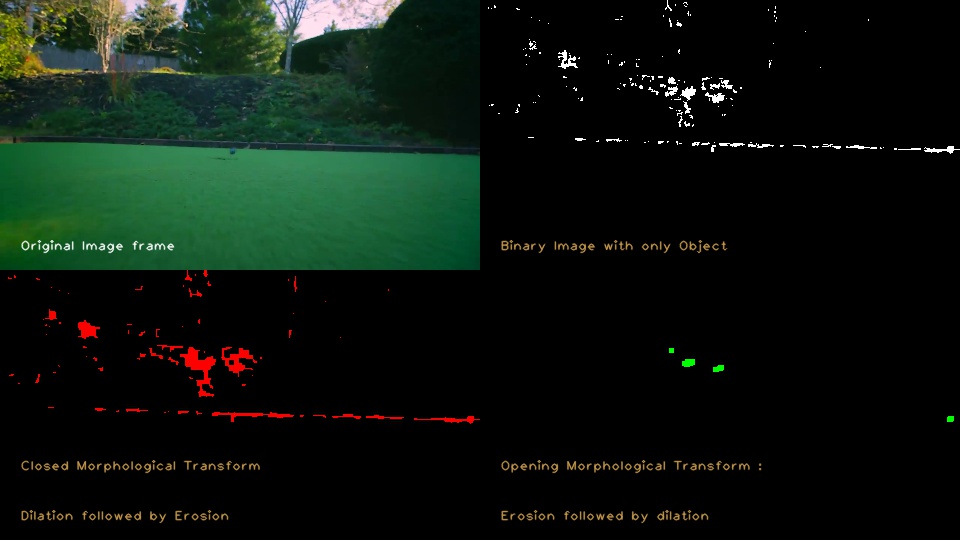 Original Image frame
Binary Image with only Object
Closed Morphological Transform
Dilation followed by Erosion
Opening Morphological Transform :
Erosion followed by dilation